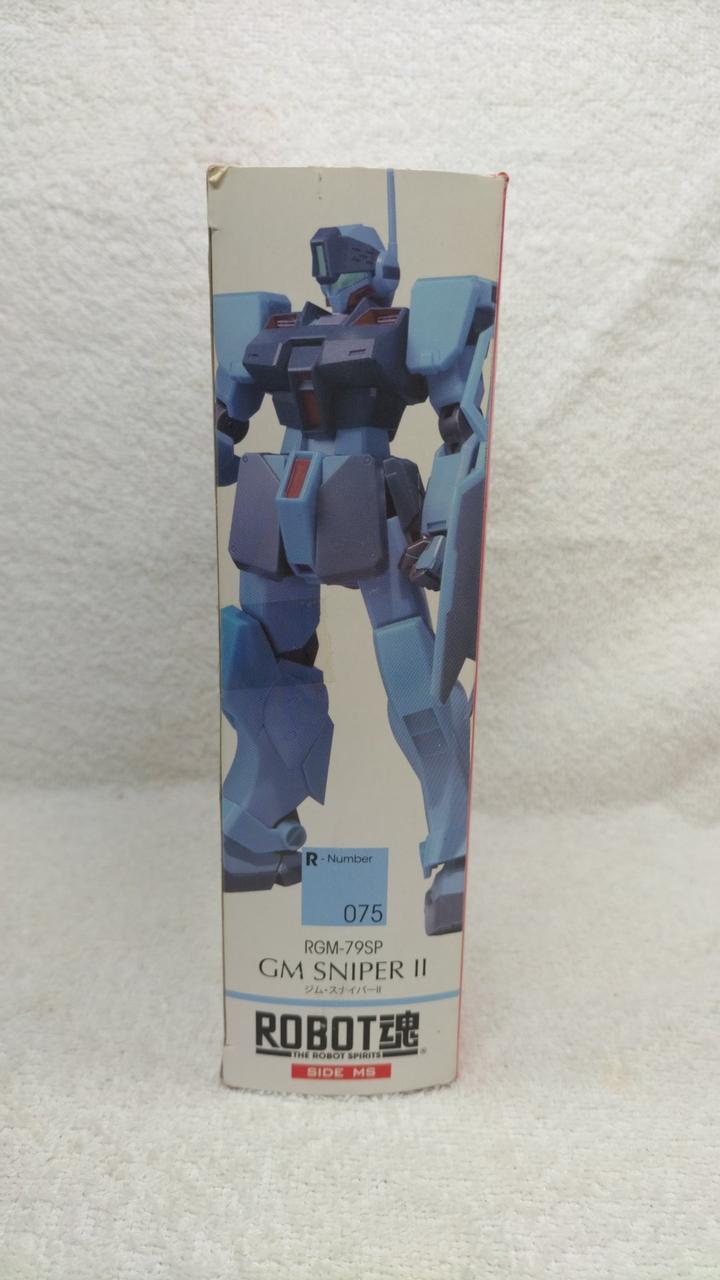 R - Number
075
RGM-79SP
GM SNIPER II
ジム・スナイパーII
ROBOT魂
THE ROBOT SPIRITS
®
SIDE MS